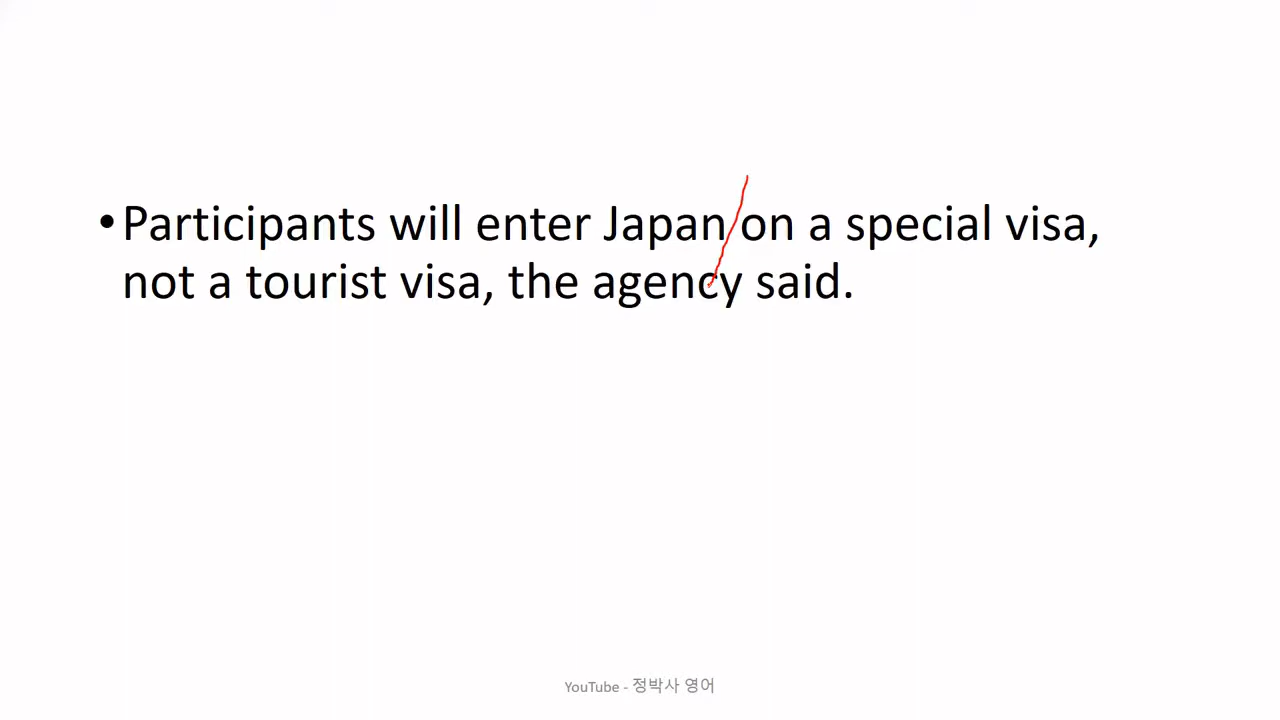 •Participants will enter Japan on a special visa,
not a tourist visa, the agency said.
YouTube - 정박사 영어